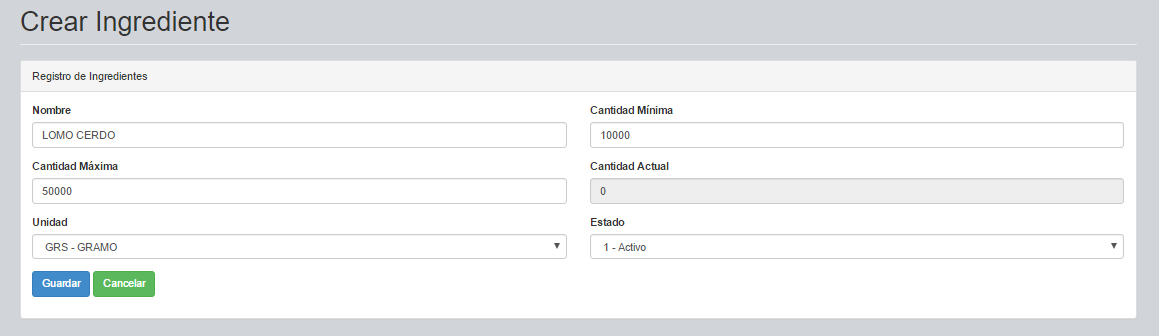 Crear Ingrediente
Registro de Ingredientes
Nombre
LOMO CERDO
Cantidad Mínima
10000
Cantidad Máxima
50000
Cantidad Actual
0
Unidad
GRS - GRAMO
Estado
1 - Activo
Guardar Cancelar